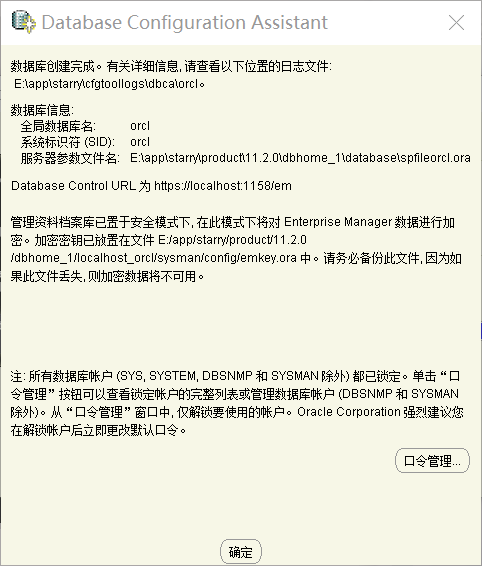 Database Configuration Assistant
数据库创建完成。有关详细信息, 请查看以下位置的日志文件:
E:\app\starry\cfgtoollogs\dbca\orcl。
数据库信息:
全局数据库名: orcl
系统标识符 (SID): orcl
服务器参数文件名: E:\app\starry\product\11.2.0\dbhome_1\database\spfileorcl.ora
Database Control URL 为 https://localhost:1158/em
管理资料档案库已置于安全模式下, 在此模式下将对 Enterprise Manager 数据进行加
密。加密密钥已放置在文件 E:/app/starry/product/11.2.0
/dbhome_1/localhost_orcl/sysman/config/emkey.ora 中。请务必备份此文件, 因为如
果此文件丢失, 则加密数据将不可用。
注: 所有数据库帐户 (SYS, SYSTEM, DBSNMP 和 SYSMAN 除外) 都已锁定。单击“口
令管理”按钮可以查看锁定帐户的完整列表或管理数据库帐户 (DBSNMP 和 SYSMAN
除外)。从“口令管理”窗口中, 仅解锁要使用的帐户。Oracle Corporation 强烈建议您
在解锁帐户后立即更改默认口令。
口令管理...
确定